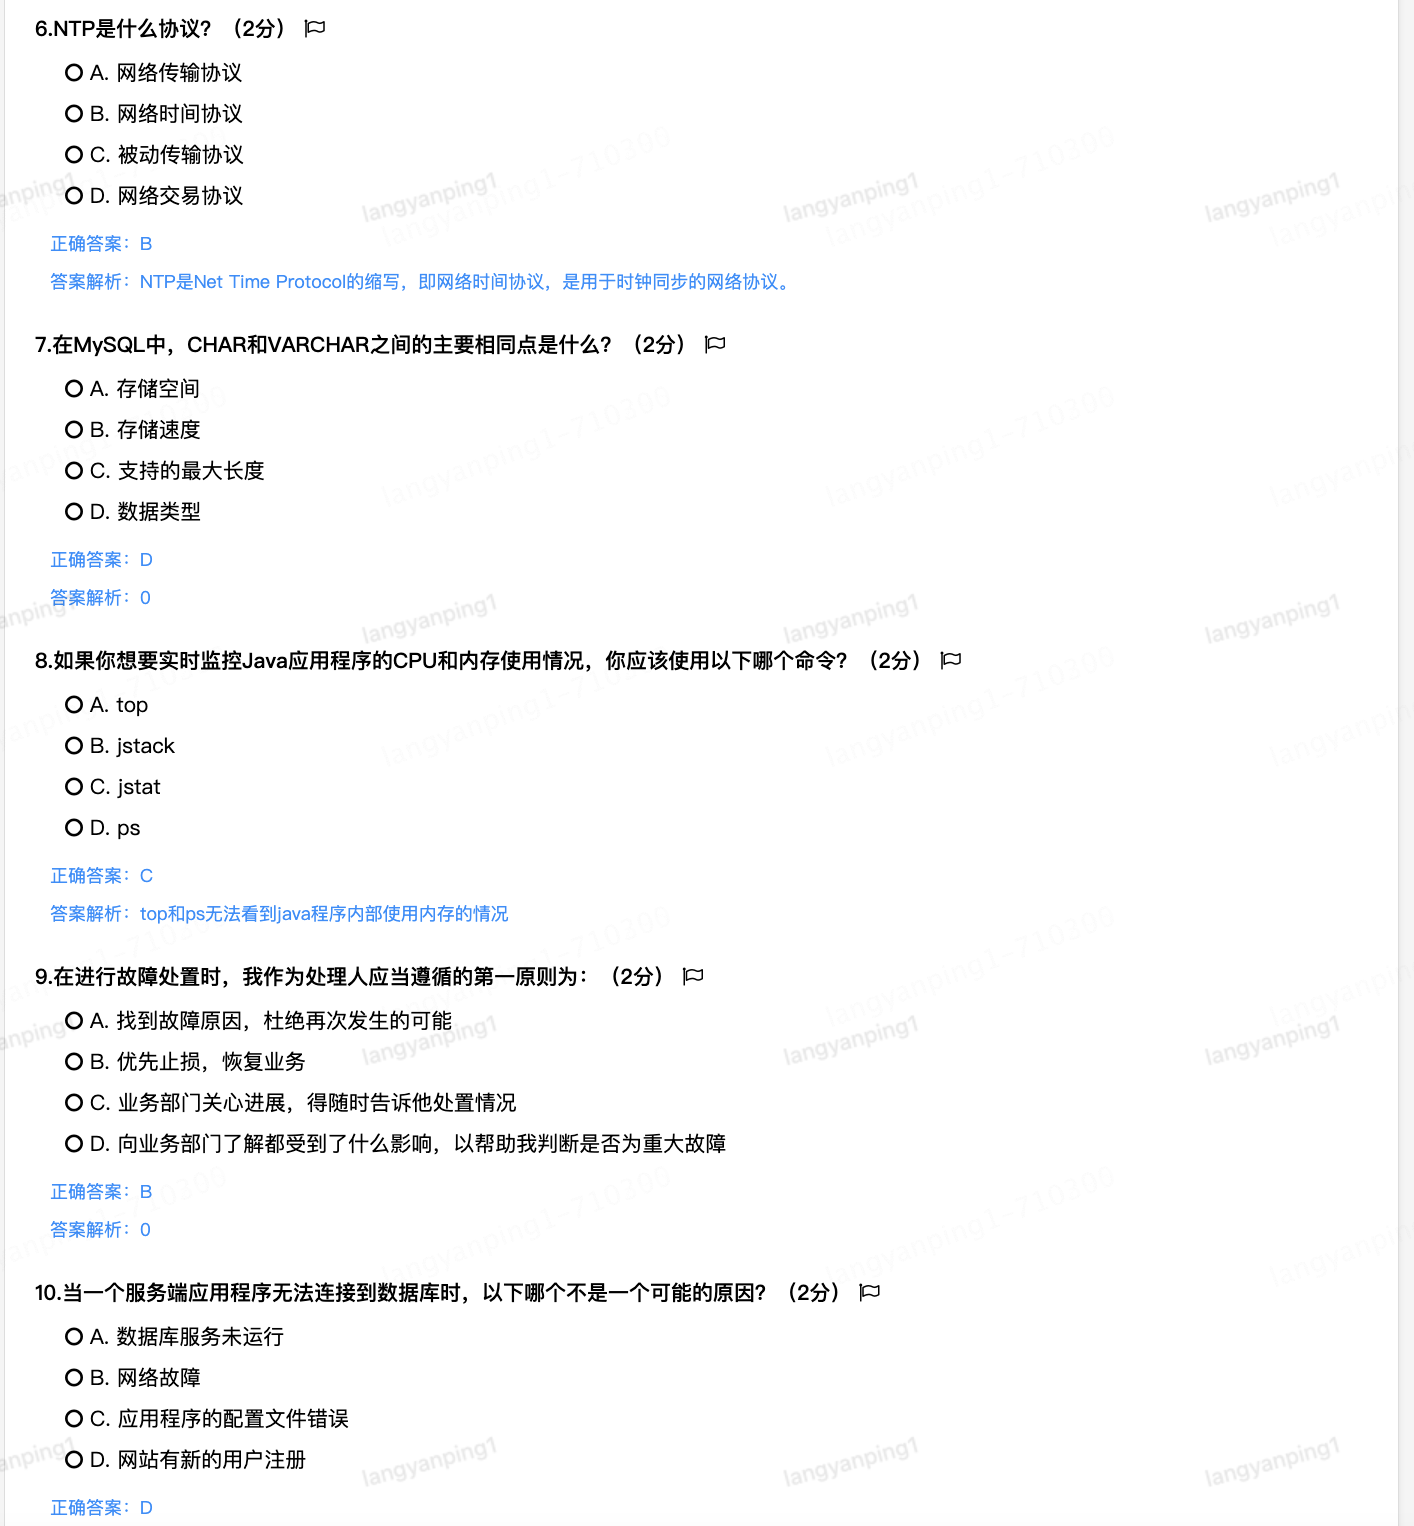 6.NTP是什么协议？（2分）
A. 网络传输协议
B. 网络时间协议
C. 被动传输协议
D. 网络交易协议
正确答案：B
答案解析：NTP是Net Time Protocol的缩写，即网络时间协议，是用于时钟同步的网络协议。
7.在MySQL中，CHAR和VARCHAR之间的主要相同点是什么？（2分）
A. 存储空间
B. 存储速度
C. 支持的最大长度
D. 数据类型
正确答案：D
答案解析：0
8.如果你想要实时监控Java应用程序的CPU和内存使用情况，你应该使用以下哪个命令？（2分）
A. top
B. jstack
C. jstat
D. ps
正确答案：C
答案解析：top和ps无法看到java程序内部使用内存的情况
9.在进行故障处置时，我作为处理人应当遵循的第一原则为：（2分）
A. 找到故障原因，杜绝再次发生的可能
B. 优先止损，恢复业务
C. 业务部门关心进展，得随时告诉他处置情况
D. 向业务部门了解都受到了什么影响，以帮助我判断是否为重大故障
正确答案：B
答案解析：0
10.当一个服务端应用程序无法连接到数据库时，以下哪个不是一个可能的原因？（2分）
A. 数据库服务未运行
B. 网络故障
C. 应用程序的配置文件错误
D. 网站有新的用户注册
正确答案：D
langyanping1
langyanping1
langyanping1
langyanping1
langyanping1
langyanping1
langyanping1
langyanping1
langyanping1
langyanping1
langyanping1
langyanping1